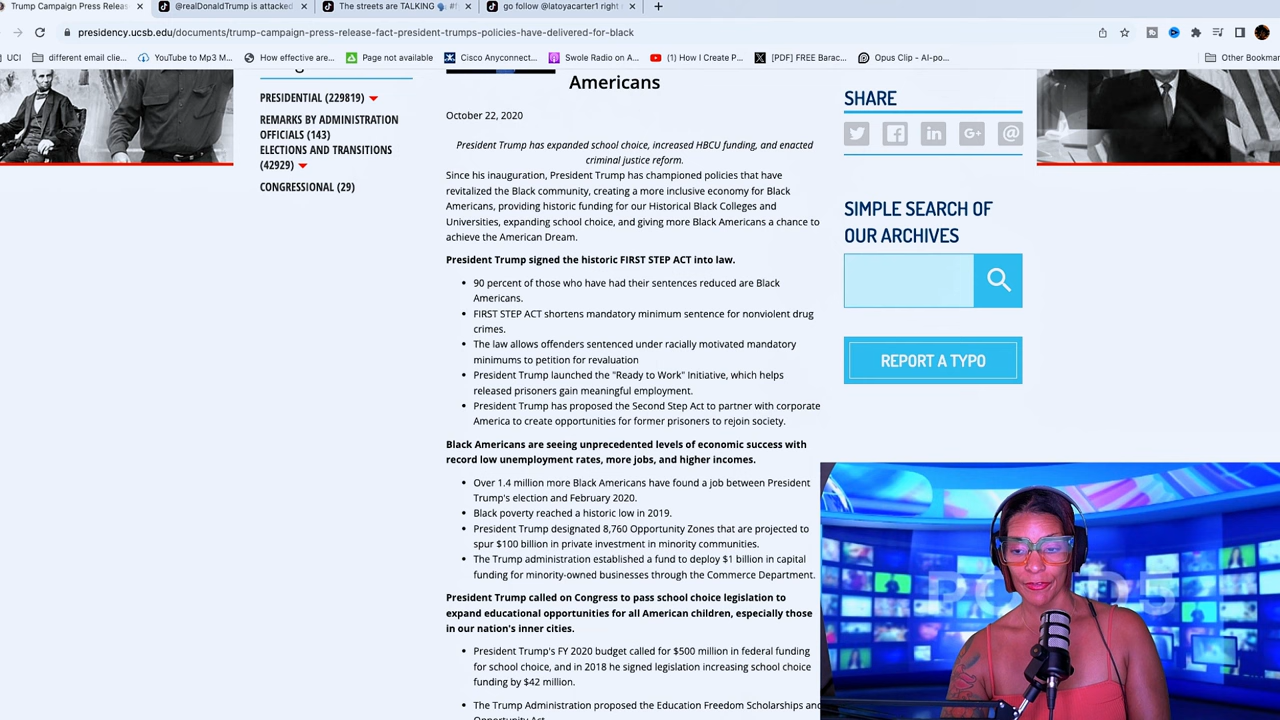 Trump Campaign Press Releas
@realDonaldTrump is attacked
The streets are TALKING 🗣️ #f
go follow @latoyacarter1 right n
presidency.ucsb.edu/documents/trump-campaign-press-release-fact-president-trumps-policies-have-delivered-for-black
UCI
different email clie...
YouTube to Mp3 M...
How effective are...
Page not available
Cisco Anyconnect...
Swole Radio on A...
(1) How I Create P...
[PDF] FREE Barac...
Opus Clip - AI-po...
Other Bookmar
PRESIDENTIAL (229819)
REMARKS BY ADMINISTRATION
OFFICIALS (143)
ELECTIONS AND TRANSITIONS
(42929)
CONGRESSIONAL (29)
Americans
October 22, 2020
President Trump has expanded school choice, increased HBCU funding, and enacted
criminal justice reform.
Since his inauguration, President Trump has championed policies that have
revitalized the Black community, creating a more inclusive economy for Black
Americans, providing historic funding for our Historical Black Colleges and
Universities, expanding school choice, and giving more Black Americans a chance to
achieve the American Dream.
President Trump signed the historic FIRST STEP ACT into law.
• 90 percent of those who have had their sentences reduced are Black
Americans.
• FIRST STEP ACT shortens mandatory minimum sentence for nonviolent drug
crimes.
• The law allows offenders sentenced under racially motivated mandatory
minimums to petition for revaluation
• President Trump launched the "Ready to Work" Initiative, which helps
released prisoners gain meaningful employment.
• President Trump has proposed the Second Step Act to partner with corporate
America to create opportunities for former prisoners to rejoin society.
Black Americans are seeing unprecedented levels of economic success with
record low unemployment rates, more jobs, and higher incomes.
• Over 1.4 million more Black Americans have found a job between President
Trump's election and February 2020.
• Black poverty reached a historic low in 2019.
• President Trump designated 8,760 Opportunity Zones that are projected to
spur $100 billion in private investment in minority communities.
• The Trump administration established a fund to deploy $1 billion in capital
funding for minority-owned businesses through the Commerce Department.
President Trump called on Congress to pass school choice legislation to
expand educational opportunities for all American children, especially those
in our nation's inner cities.
• President Trump's FY 2020 budget called for $500 million in federal funding
for school choice, and in 2018 he signed legislation increasing school choice
funding by $42 million.
• The Trump Administration proposed the Education Freedom Scholarships and
Opportunity Act
SHARE
SIMPLE SEARCH OF
OUR ARCHIVES
REPORT A TYPO